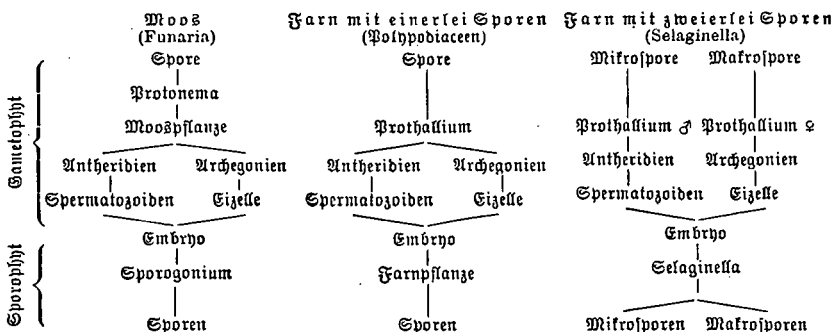 Moos Farn mit einerlei Sporen Farn mit zweierlei Sporen
(Funaria) (Polypodiaceen) (Selaginella)
Spore Spore Mikroſpore Makroſpore
Protonema
Moospflanze Prothallium Prothallium ♂ Prothallium ♀
Antheridien Archegonien Antheridien Archegonien Antheridien Archegonien
Spermatozoiden Eizelle Spermatozoiden Eizelle Spermatozoiden Eizelle
Gametophyt
Embryo Embryo Embryo
Sporogonium Farnpflanze Selaginella
Sporen Sporen Mikroſporen Makroſporen
Sporophyt